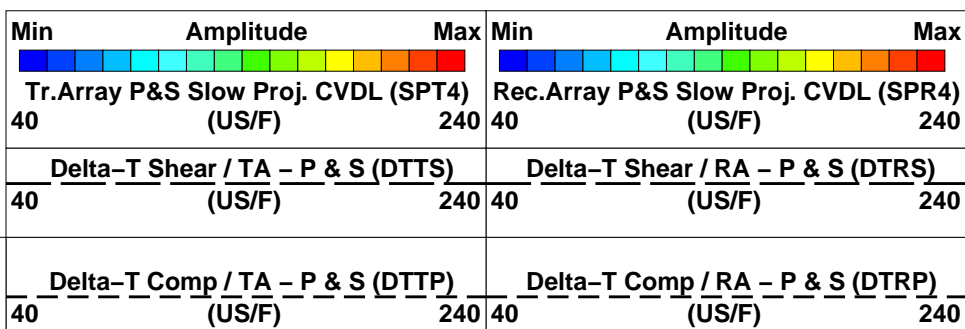 Min Amplitude Max
Tr.Array P&S Slow Proj. CVDL (SPT4)
40 (US/F) 240
Delta−T Shear / TA − P & S (DTTS)
40 (US/F) 240
Delta−T Comp / TA − P & S (DTTP)
40 (US/F) 240
Min Amplitude Max
Rec.Array P&S Slow Proj. CVDL (SPR4)
40 (US/F) 240
Delta−T Shear / RA − P & S (DTRS)
40 (US/F) 240
Delta−T Comp / RA − P & S (DTRP)
40 (US/F) 240